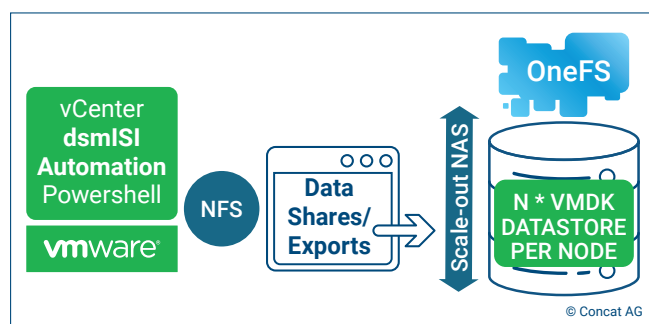 vCenter
dsmISI
Automation
Powershell
vmware®
NFS
Data
Shares/
Exports
Scale-out NAS
OneFS
N * VMDK
DATASTORE
PER NODE
© Concat AG